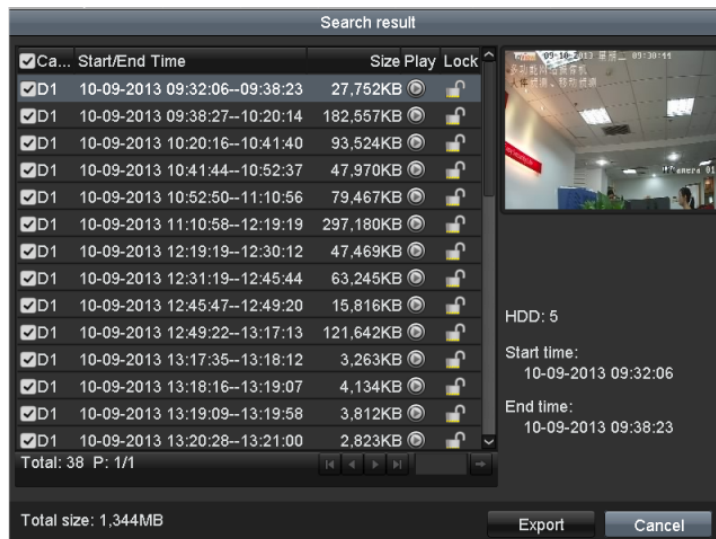 Search result
Ca... Start/End Time Size Play Lock
D1 10-09-2013 09:32:06--09:38:23 27,752KB
D1 10-09-2013 09:38:27--10:20:14 182,557KB
D1 10-09-2013 10:20:16--10:41:40 93,524KB
D1 10-09-2013 10:41:44--10:52:37 47,970KB
D1 10-09-2013 10:52:50--11:10:56 79,467KB
D1 10-09-2013 11:10:58--12:19:19 297,180KB
D1 10-09-2013 12:19:19--12:30:12 47,469KB
D1 10-09-2013 12:31:19--12:45:44 63,245KB
D1 10-09-2013 12:45:47--12:49:20 15,816KB
D1 10-09-2013 12:49:22--13:17:13 121,642KB
D1 10-09-2013 13:17:35--13:18:12 3,263KB
D1 10-09-2013 13:18:16--13:19:07 4,134KB
D1 10-09-2013 13:19:09--13:19:58 3,812KB
D1 10-09-2013 13:20:28--13:21:00 2,823KB
Total: 38 P: 1/1
Total size: 1,344MB
09:30:44
01
HDD: 5
Start time:
10-09-2013 09:32:06
End time:
10-09-2013 09:38:23
Export
Cancel